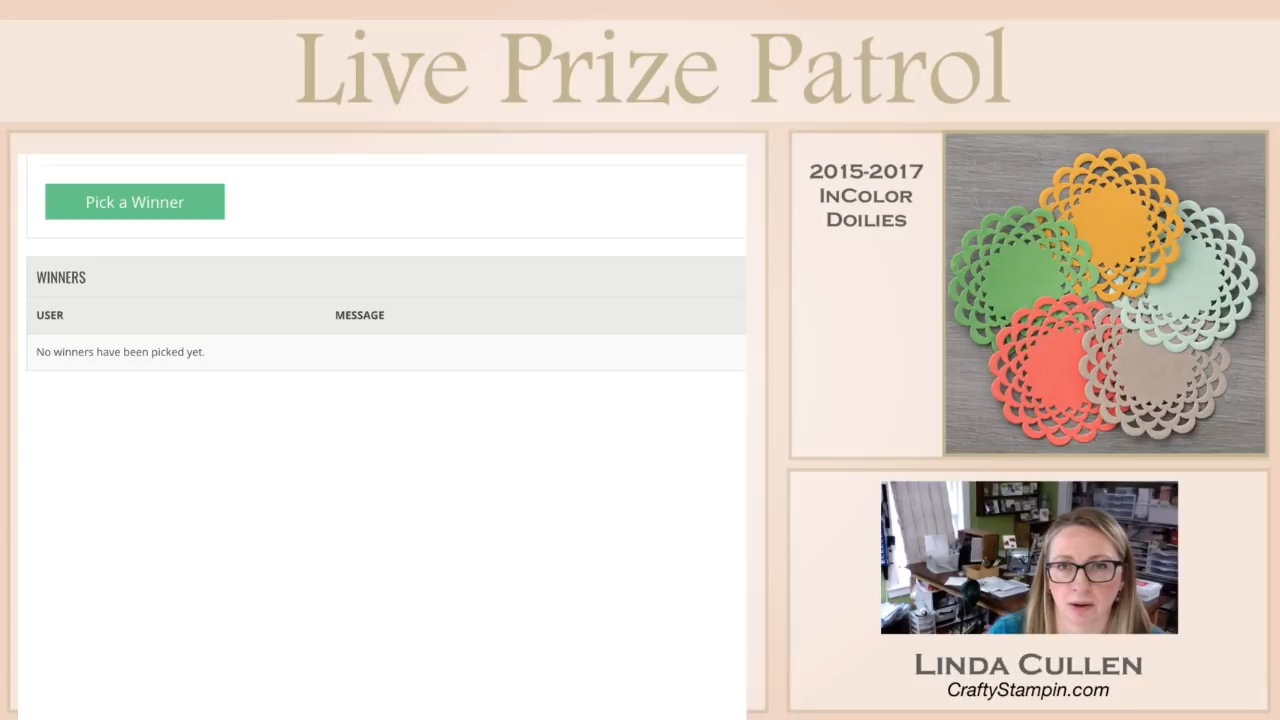 Live Prize Patrol
Pick a Winner
WINNERS
USER MESSAGE
No winners have been picked yet.
2015-2017
InColor
Doilies
Linda Cullen
CraftyStampin.com